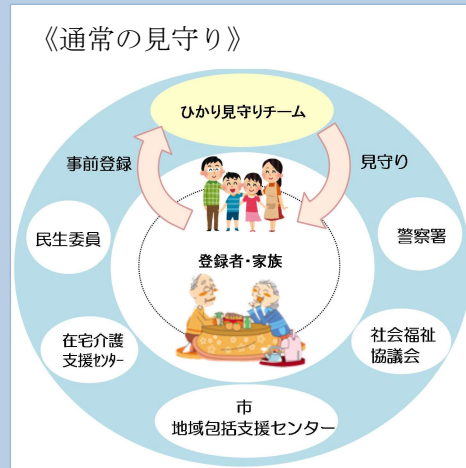 《通常の見守り》
ひかり見守りチーム
事前登録
見守り
民生委員
警察署
登録者・家族
在宅介護
支援ｾﾝﾀｰ
社会福祉
協議会
市
地域包括支援センター